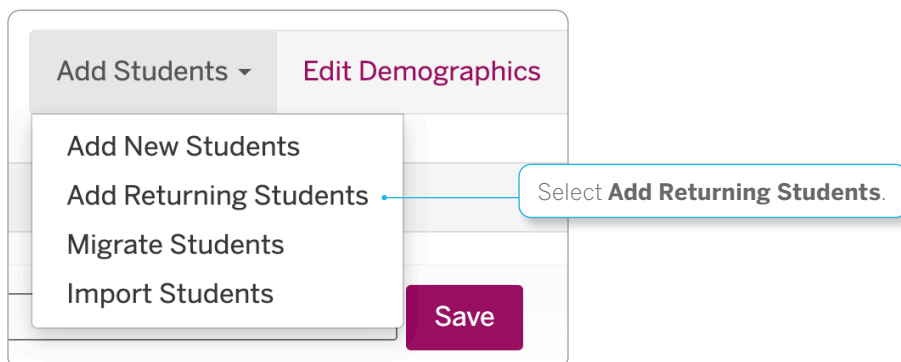 Add Students Edit Demographics
Add New Students
Add Returning Students
Select Add Returning Students.
Migrate Students
Import Students
Save